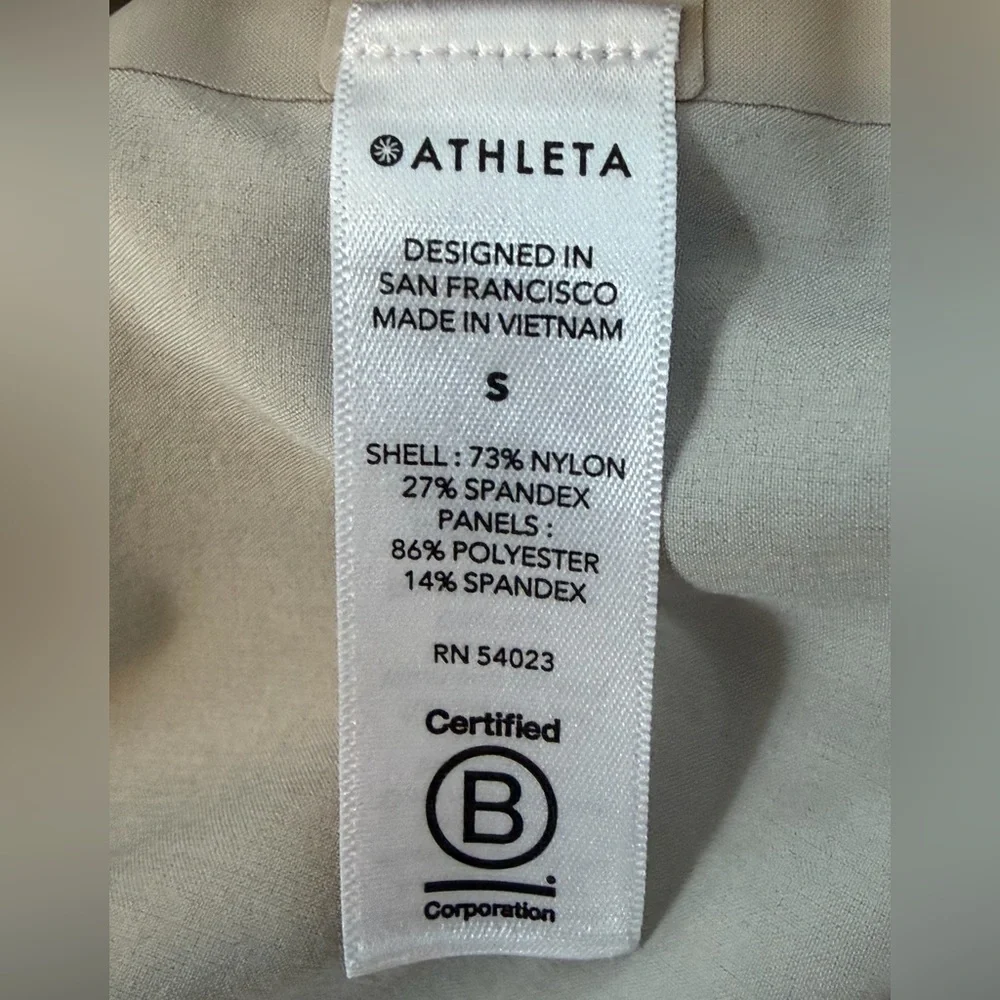 ATHLETA
DESIGNED IN
SAN FRANCISCO
MADE IN VIETNAM
S
SHELL : 73% NYLON
27% SPANDEX
PANELS :
86% POLYESTER
14% SPANDEX
RN 54023
Certified
B
Corporation